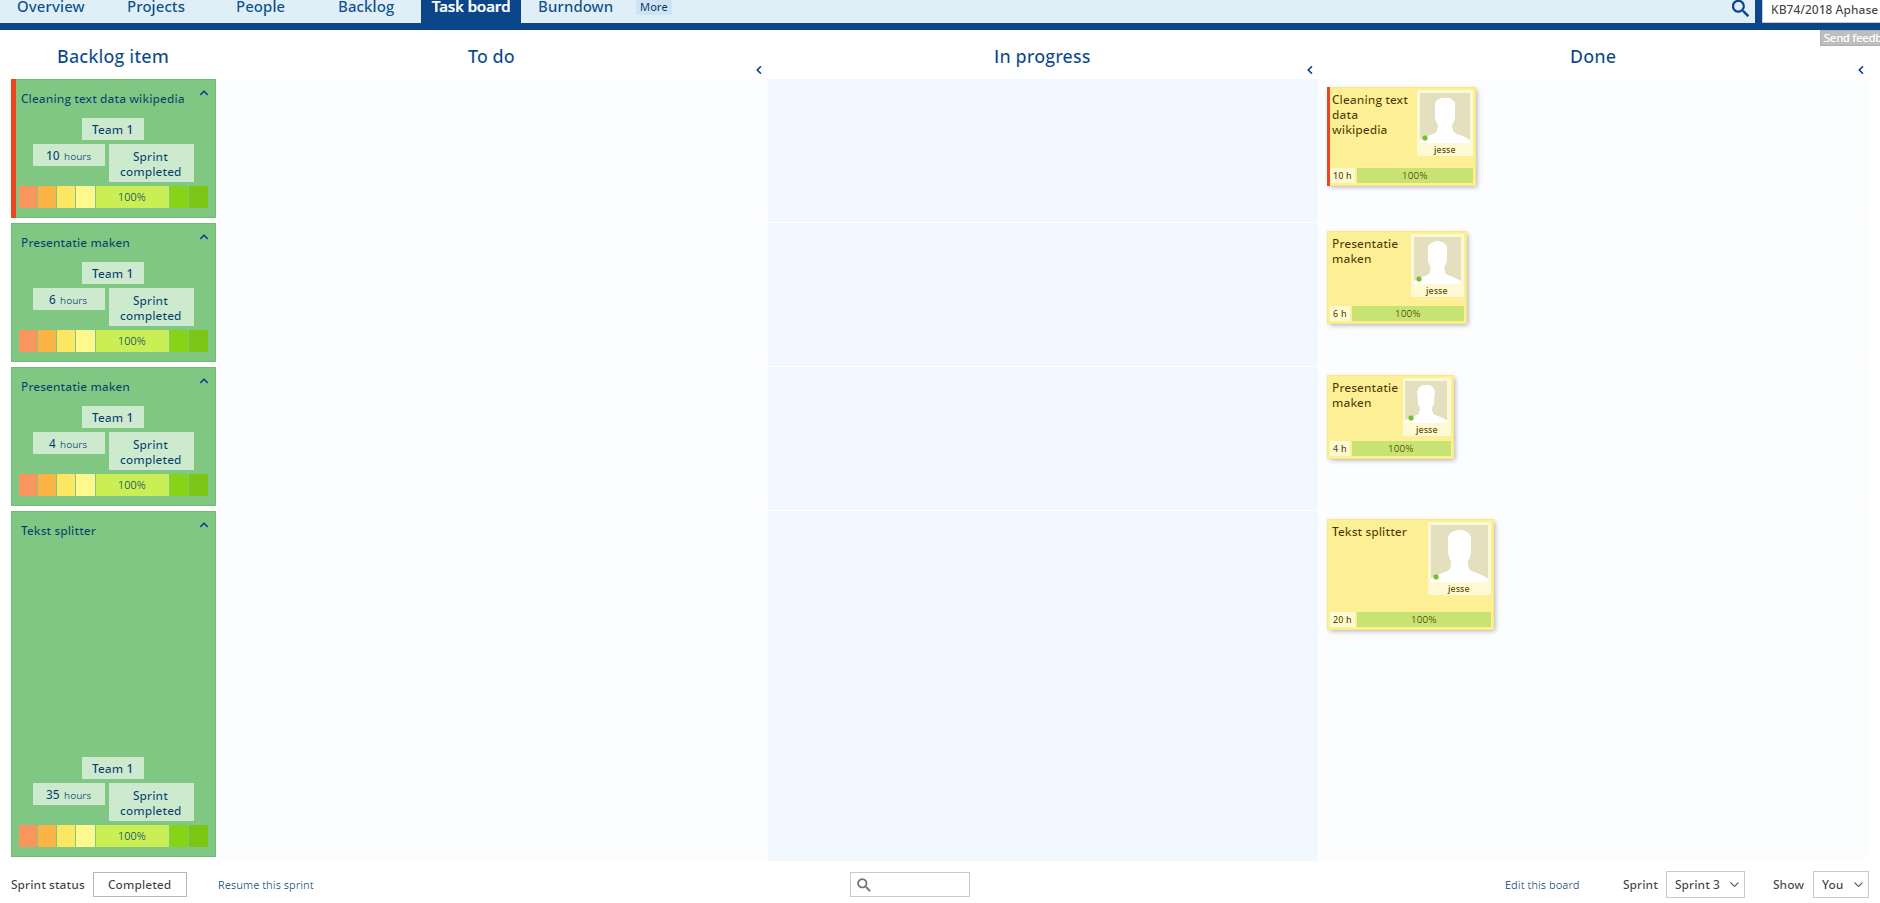 Overview Projects People Backlog Task board Burndown More
KB74/2018 Aphase
Send feedb
Backlog item To do In progress Done
Cleaning text data wikipedia
Team 1
10 hours Sprint
completed
100%
Cleaning text
data
wikipedia
jesse
10 h 100%
Presentatie maken
Team 1
6 hours Sprint
completed
100%
Presentatie
maken
jesse
6 h 100%
Presentatie maken
Team 1
4 hours Sprint
completed
100%
Presentatie
maken
jesse
4 h 100%
Tekst splitter
Team 1
35 hours Sprint
completed
100%
Tekst splitter
jesse
20 h 100%
Sprint status Completed Resume this sprint Edit this board Sprint Sprint 3 Show You